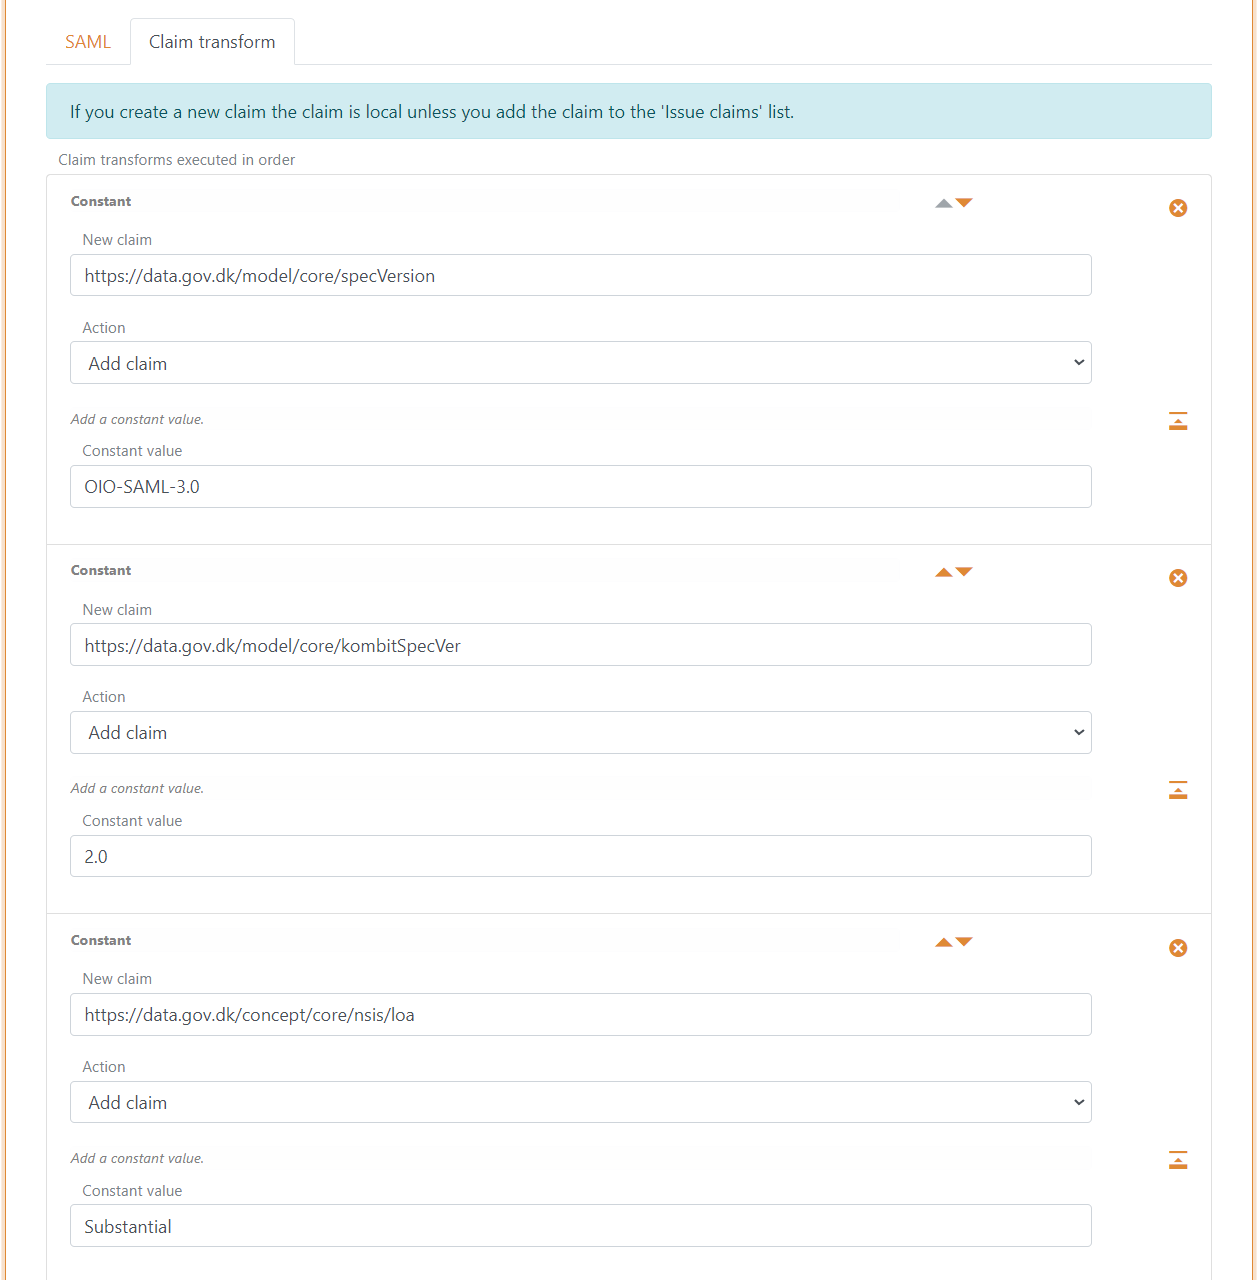 SAML
Claim transform
If you create a new claim the claim is local unless you add the claim to the 'Issue claims' list.
Claim transforms executed in order
Constant
New claim
https://data.gov.dk/model/core/specVersion
Action
Add claim
Add a constant value.
Constant value
OIO-SAML-3.0
Constant
New claim
https://data.gov.dk/model/core/kombitSpecVer
Action
Add claim
Add a constant value.
Constant value
2.0
Constant
New claim
https://data.gov.dk/concept/core/nsis/loa
Action
Add claim
Add a constant value.
Constant value
Substantial